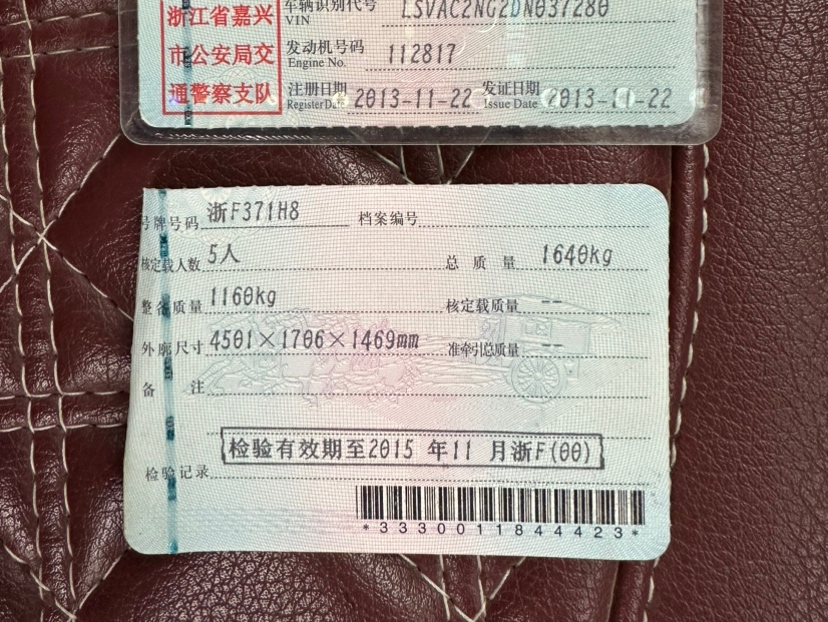 浙江省嘉兴
市公安局交
通警察支队
车辆识别代号 LSVAC2NG2DN037280
VIN
发动机号码 112817
Engine No.
注册日期 2013-11-22 发证日期 2013-11-22
Register Date Issue Date
号牌号码 浙F371H8 档案编号
核定载人数 5人 总质量 1640kg
整备质量 1160kg 核定载质量 --
外廓尺寸 4501×1706×1469mm 准牵引总质量 --
备注
检验有效期至2015 年11 月浙F(00)
检验记录
*3330011844423*